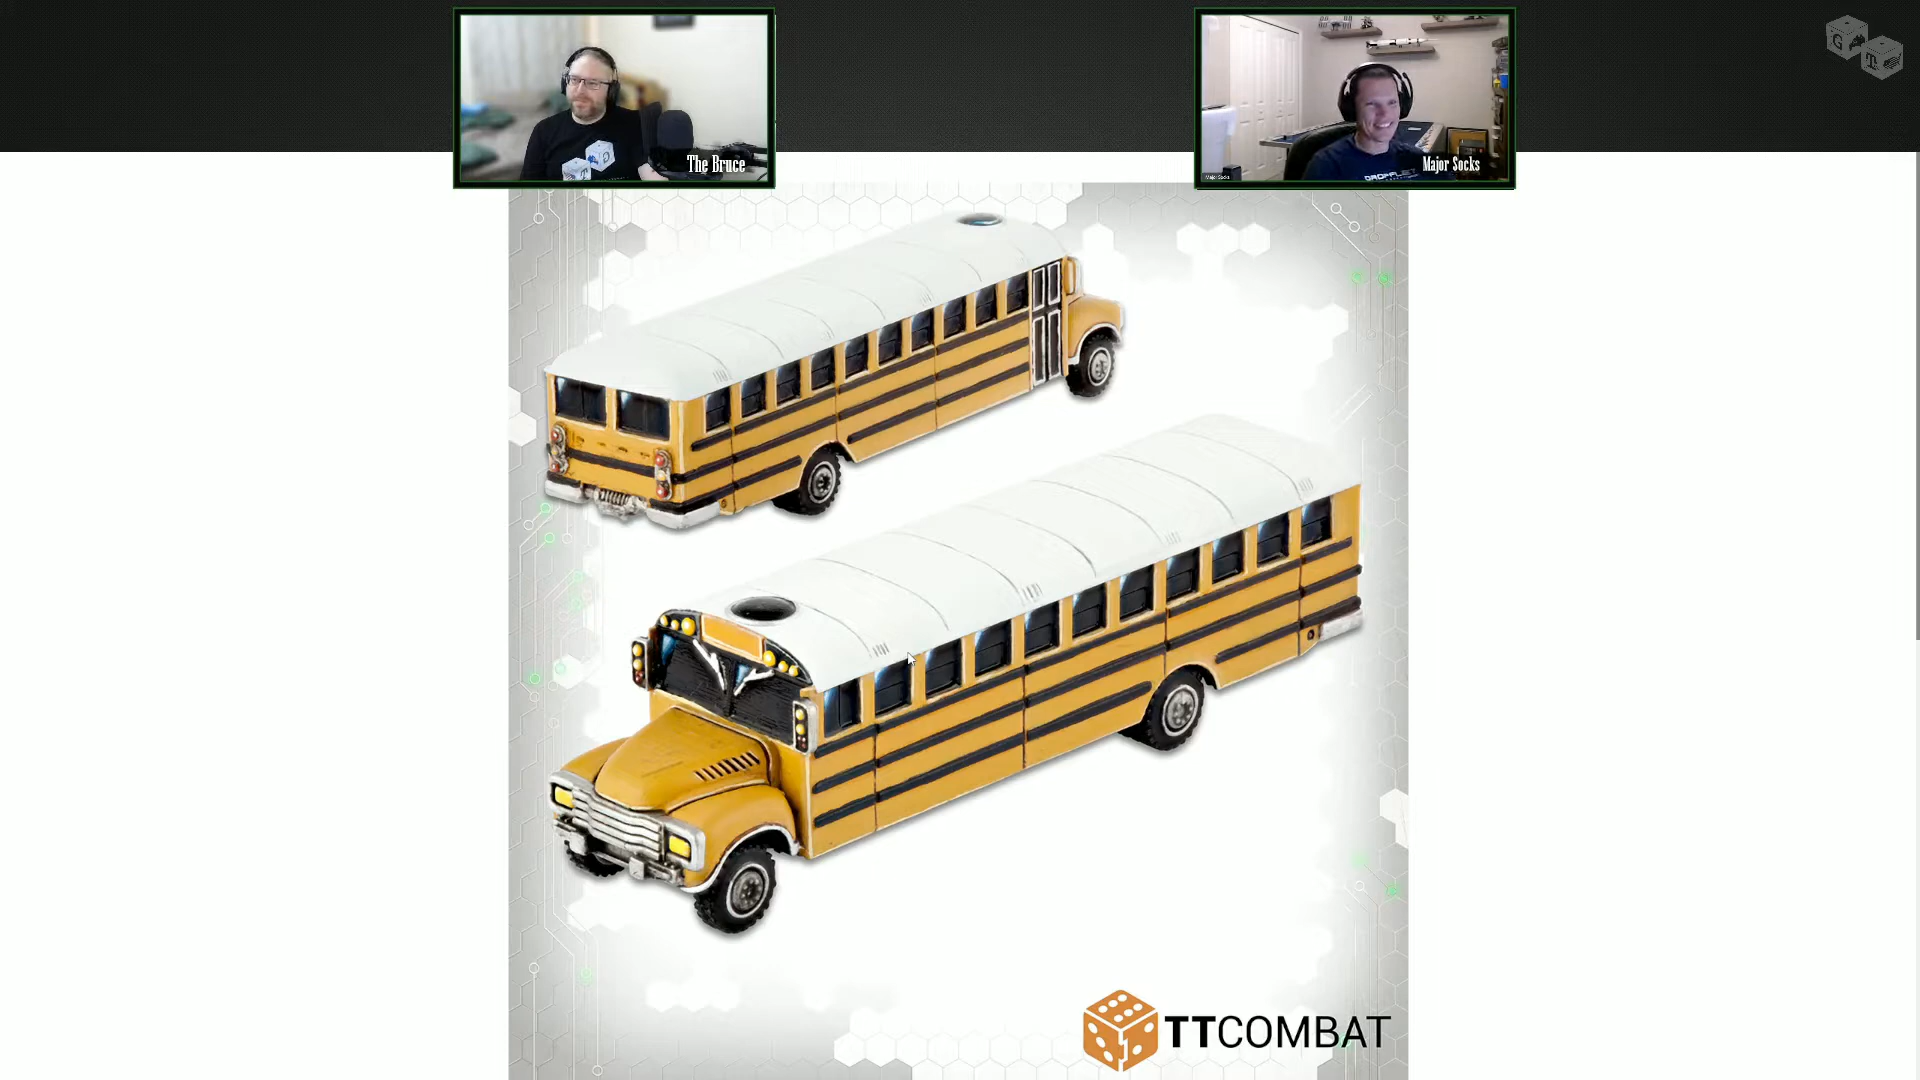 The Bruce
Major Socks
G
T
TTCOMBAT